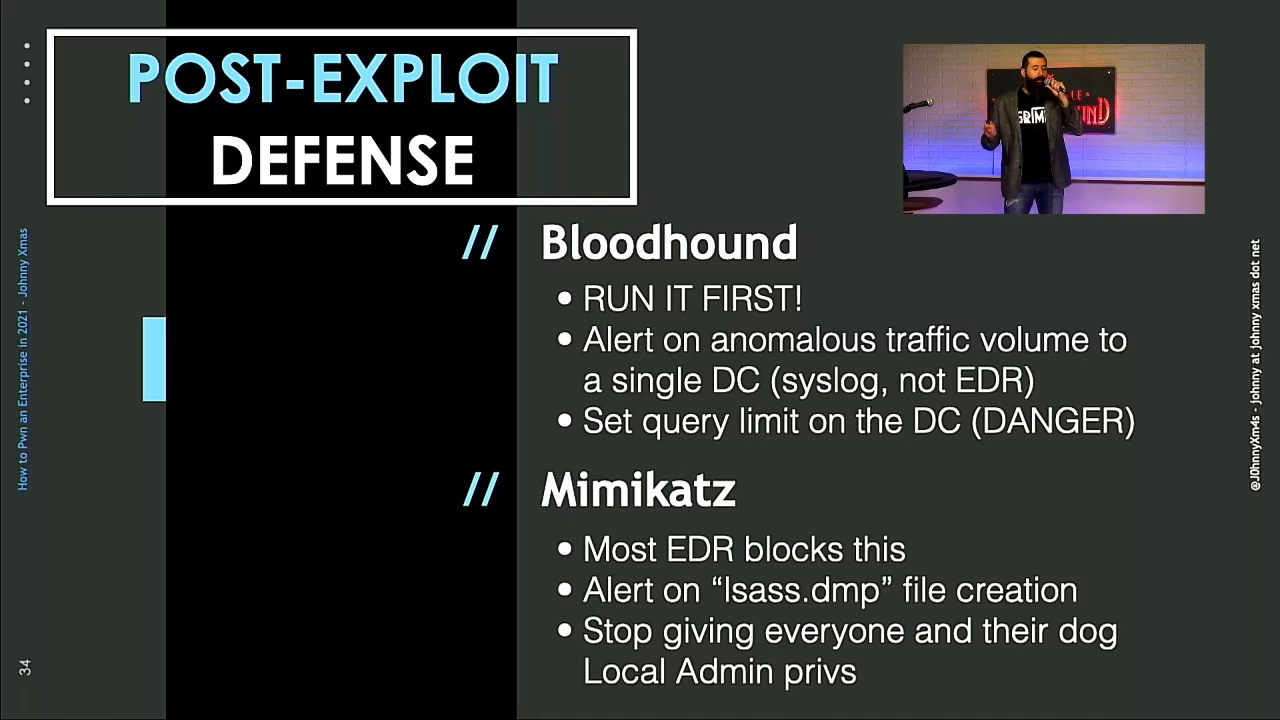 POST-EXPLOIT
DEFENSE
// Bloodhound
• RUN IT FIRST!
• Alert on anomalous traffic volume to
a single DC (syslog, not EDR)
• Set query limit on the DC (DANGER)
// Mimikatz
• Most EDR blocks this
• Alert on “lsass.dmp” file creation
• Stop giving everyone and their dog
Local Admin privs
How to Pwn an Enterprise in 2021 - Johnny Xmas
34
@J0hnnyXm4s - johnny at johnny xmas dot net